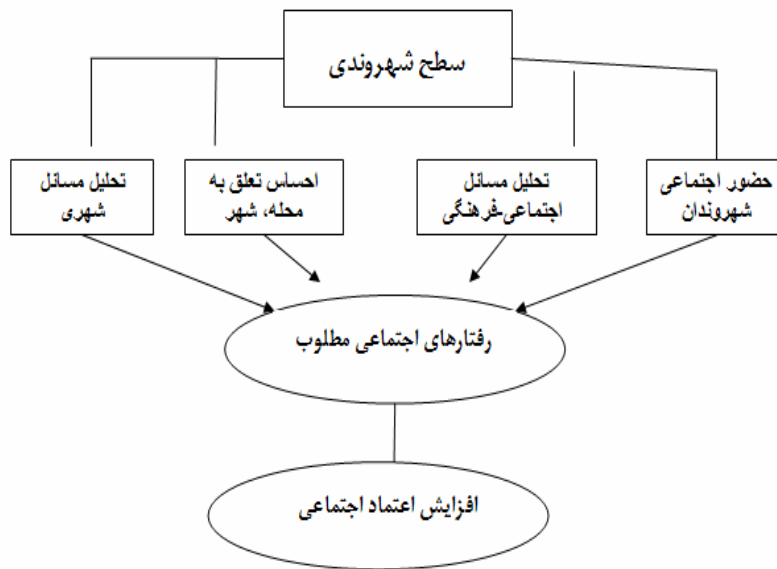 سطح شهروندی
حضور اجتماعی
شهروندان
تحلیل مسائل
اجتماعی-فرهنگی
احساس تعلق به
محله، شهر
تحلیل مسائل
شهری
رفتارهای اجتماعی مطلوب
افزایش اعتماد اجتماعی